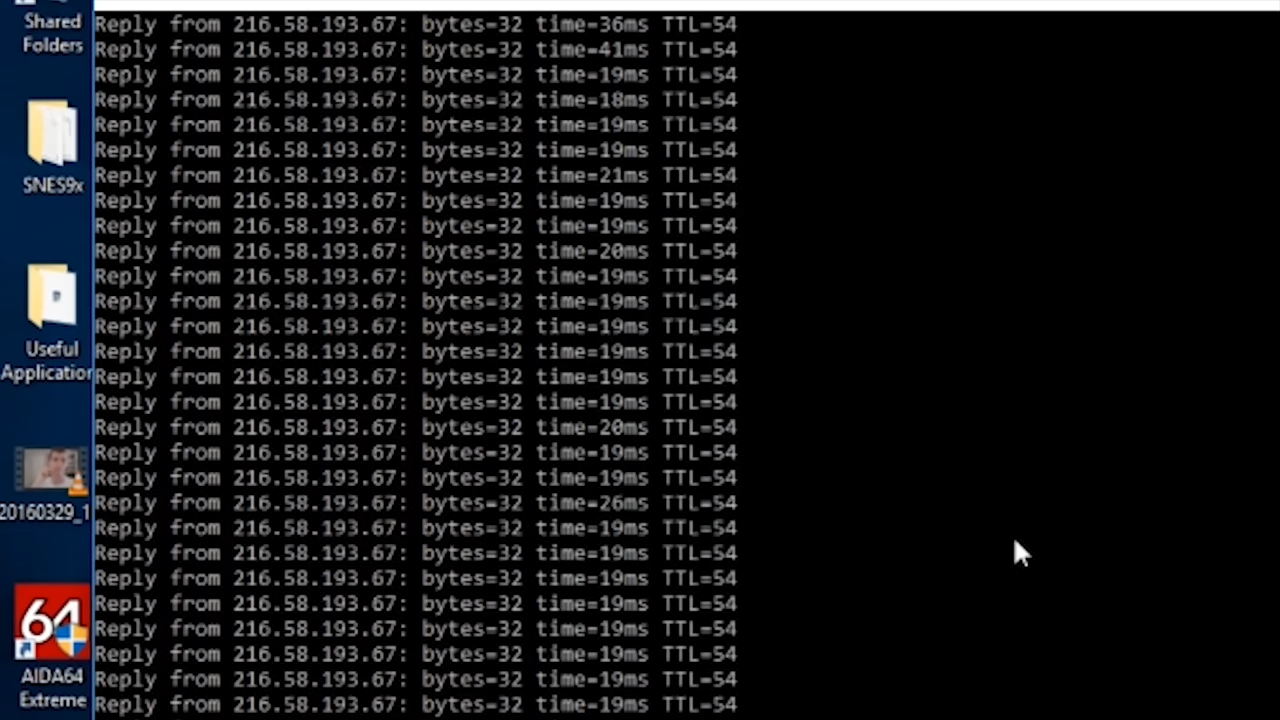 Shared
Folders
SNES9x
Useful
Application
20160329_1
64
AIDA64
Extreme
Reply from 216.58.193.67: bytes=32 time=36ms TTL=54
Reply from 216.58.193.67: bytes=32 time=41ms TTL=54
Reply from 216.58.193.67: bytes=32 time=19ms TTL=54
Reply from 216.58.193.67: bytes=32 time=18ms TTL=54
Reply from 216.58.193.67: bytes=32 time=19ms TTL=54
Reply from 216.58.193.67: bytes=32 time=19ms TTL=54
Reply from 216.58.193.67: bytes=32 time=21ms TTL=54
Reply from 216.58.193.67: bytes=32 time=19ms TTL=54
Reply from 216.58.193.67: bytes=32 time=19ms TTL=54
Reply from 216.58.193.67: bytes=32 time=20ms TTL=54
Reply from 216.58.193.67: bytes=32 time=19ms TTL=54
Reply from 216.58.193.67: bytes=32 time=19ms TTL=54
Reply from 216.58.193.67: bytes=32 time=19ms TTL=54
Reply from 216.58.193.67: bytes=32 time=19ms TTL=54
Reply from 216.58.193.67: bytes=32 time=19ms TTL=54
Reply from 216.58.193.67: bytes=32 time=19ms TTL=54
Reply from 216.58.193.67: bytes=32 time=20ms TTL=54
Reply from 216.58.193.67: bytes=32 time=19ms TTL=54
Reply from 216.58.193.67: bytes=32 time=19ms TTL=54
Reply from 216.58.193.67: bytes=32 time=26ms TTL=54
Reply from 216.58.193.67: bytes=32 time=19ms TTL=54
Reply from 216.58.193.67: bytes=32 time=19ms TTL=54
Reply from 216.58.193.67: bytes=32 time=19ms TTL=54
Reply from 216.58.193.67: bytes=32 time=19ms TTL=54
Reply from 216.58.193.67: bytes=32 time=19ms TTL=54
Reply from 216.58.193.67: bytes=32 time=19ms TTL=54
Reply from 216.58.193.67: bytes=32 time=19ms TTL=54
Reply from 216.58.193.67: bytes=32 time=19ms TTL=54